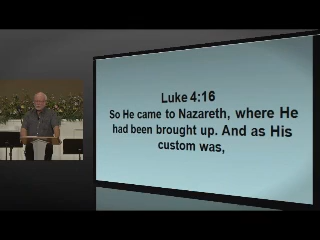 Luke 4:16
So He came to Nazareth, where He
had been brought up. And as His
custom was,